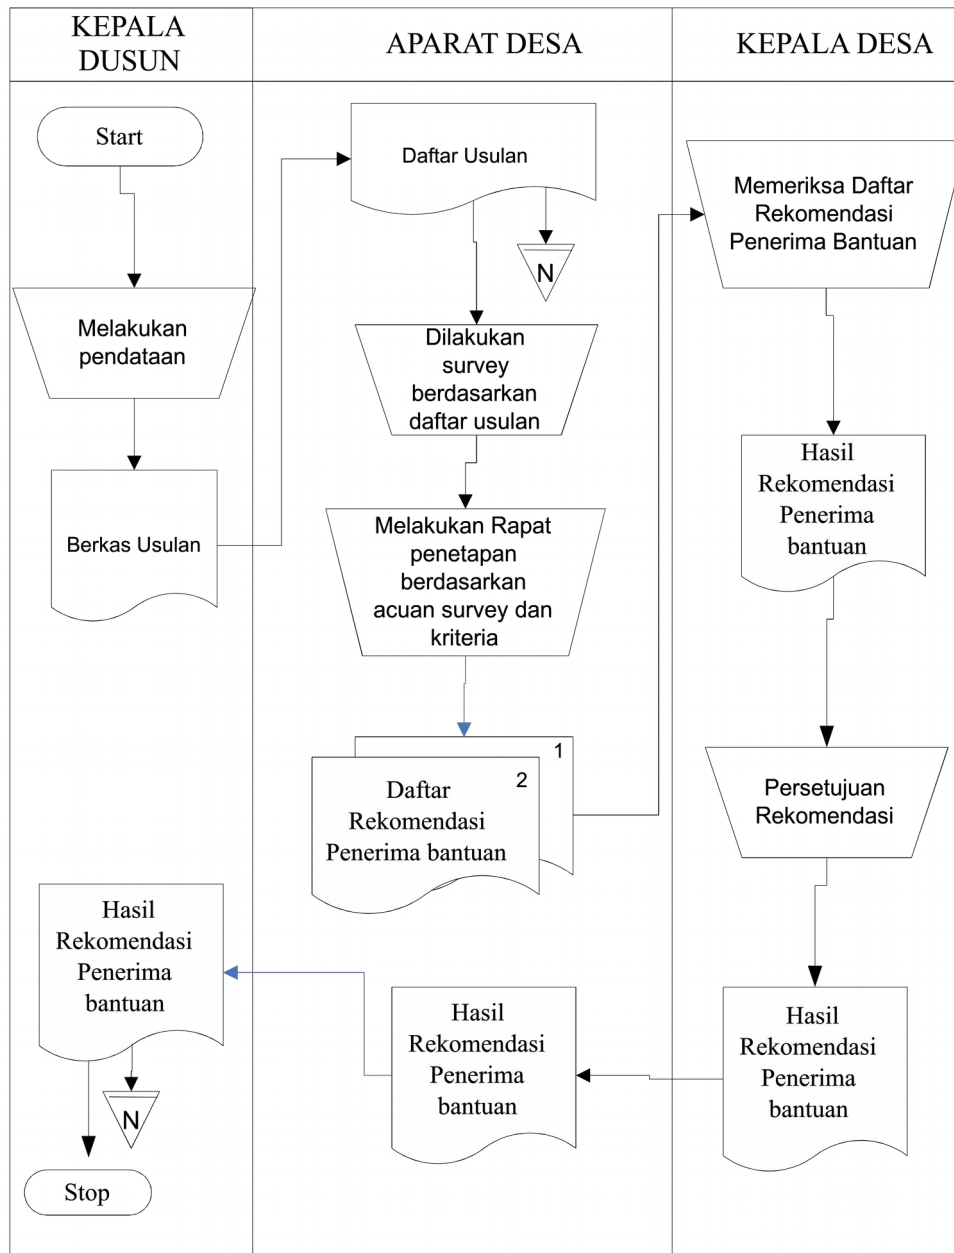 KEPALA
DUSUN
APARAT DESA
KEPALA DESA
Start
Melakukan
pendataan
Berkas Usulan
Daftar Usulan
N
Dilakukan
survey
berdasarkan
daftar usulan
Melakukan Rapat
penetapan
berdasarkan
acuan survey dan
kriteria
1
2
Daftar
Rekomendasi
Penerima bantuan
Memeriksa Daftar
Rekomendasi
Penerima Bantuan
Hasil
Rekomendasi
Penerima
bantuan
Persetujuan
Rekomendasi
Hasil
Rekomendasi
Penerima
bantuan
Hasil
Rekomendasi
Penerima
bantuan
Hasil
Rekomendasi
Penerima
bantuan
N
Stop